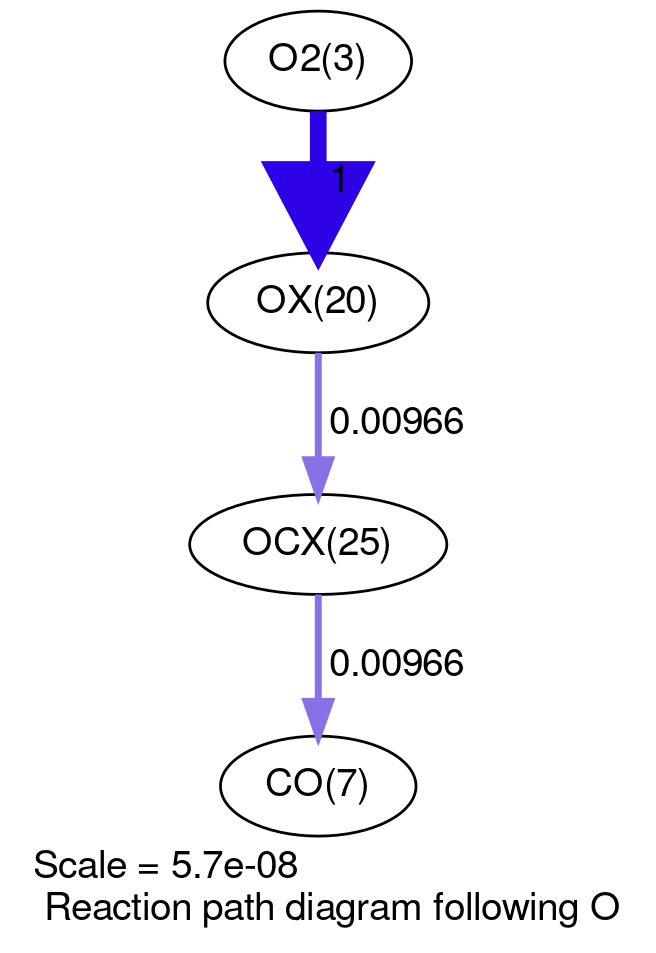 O2(3)
1
OX(20)
0.00966
OCX(25)
0.00966
CO(7)
Scale = 5.7e-08
Reaction path diagram following O